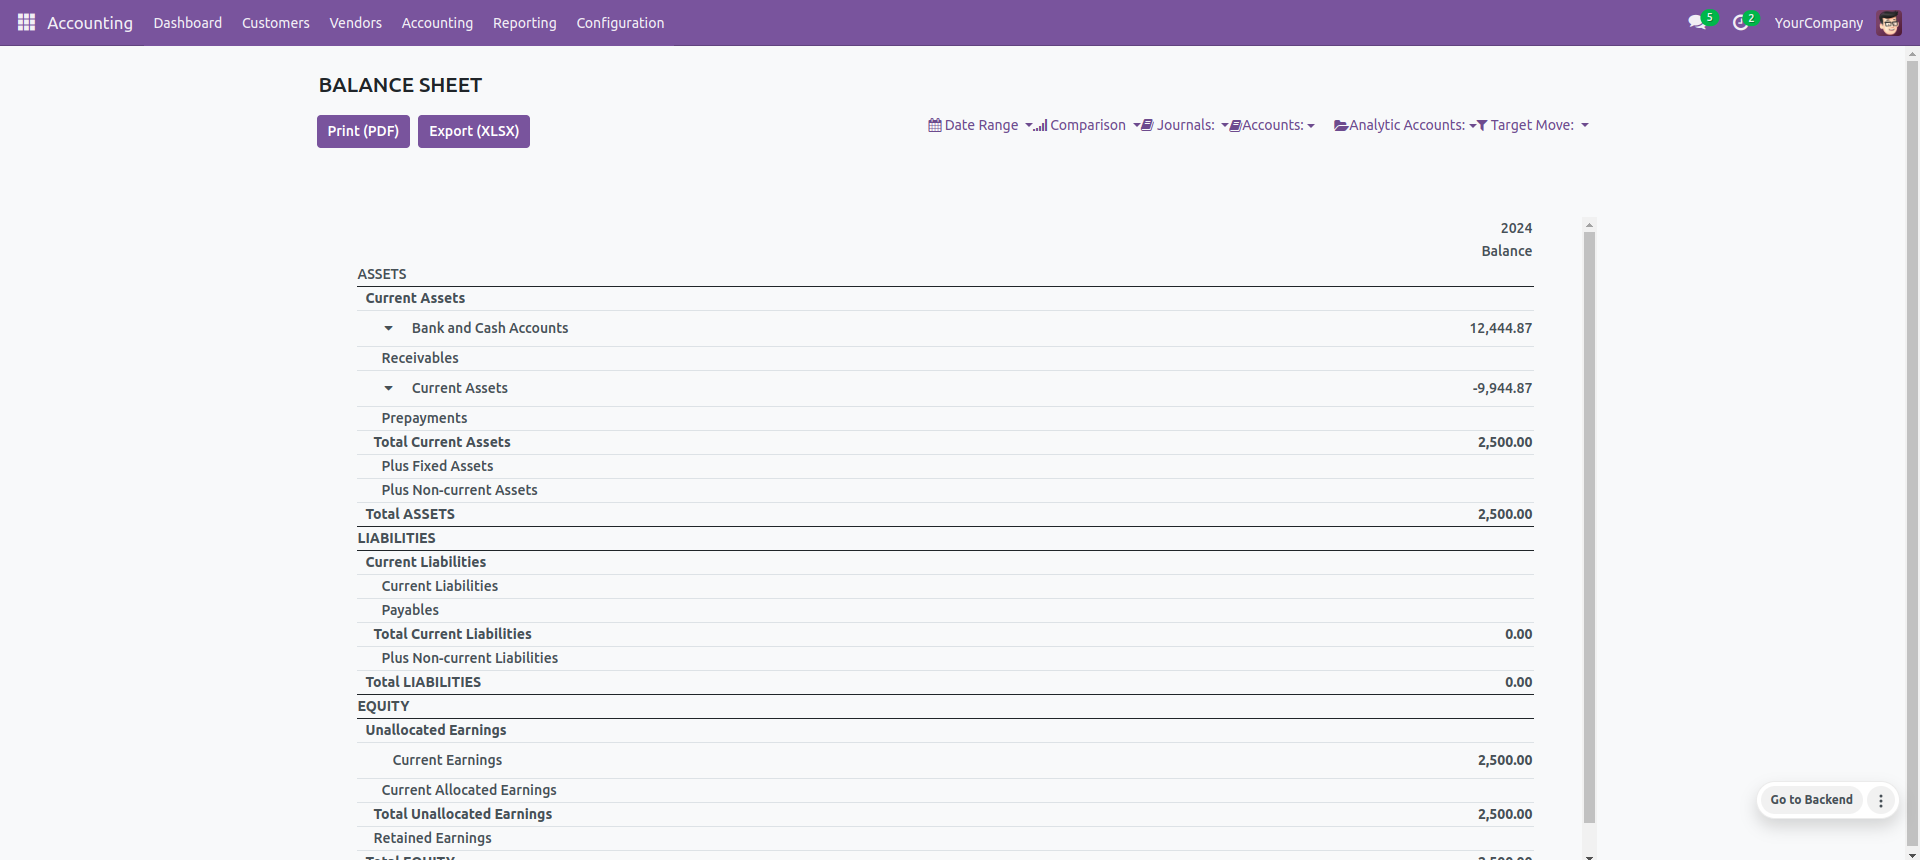 Accounting Dashboard Customers Vendors Accounting Reporting Configuration 5 2 YourCompany
BALANCE SHEET
Print (PDF) Export (XLSX) Date Range Comparison Journals: Accounts: Analytic Accounts: Target Move:
2024
Balance
ASSETS
Current Assets
Bank and Cash Accounts 12,444.87
Receivables
Current Assets -9,944.87
Prepayments
Total Current Assets 2,500.00
Plus Fixed Assets
Plus Non-current Assets
Total ASSETS 2,500.00
LIABILITIES
Current Liabilities
Current Liabilities
Payables
Total Current Liabilities 0.00
Plus Non-current Liabilities
Total LIABILITIES 0.00
EQUITY
Unallocated Earnings
Current Earnings 2,500.00
Current Allocated Earnings
Go to Backend
Total Unallocated Earnings 2,500.00
Retained Earnings
Total EQUITY 2,500.00